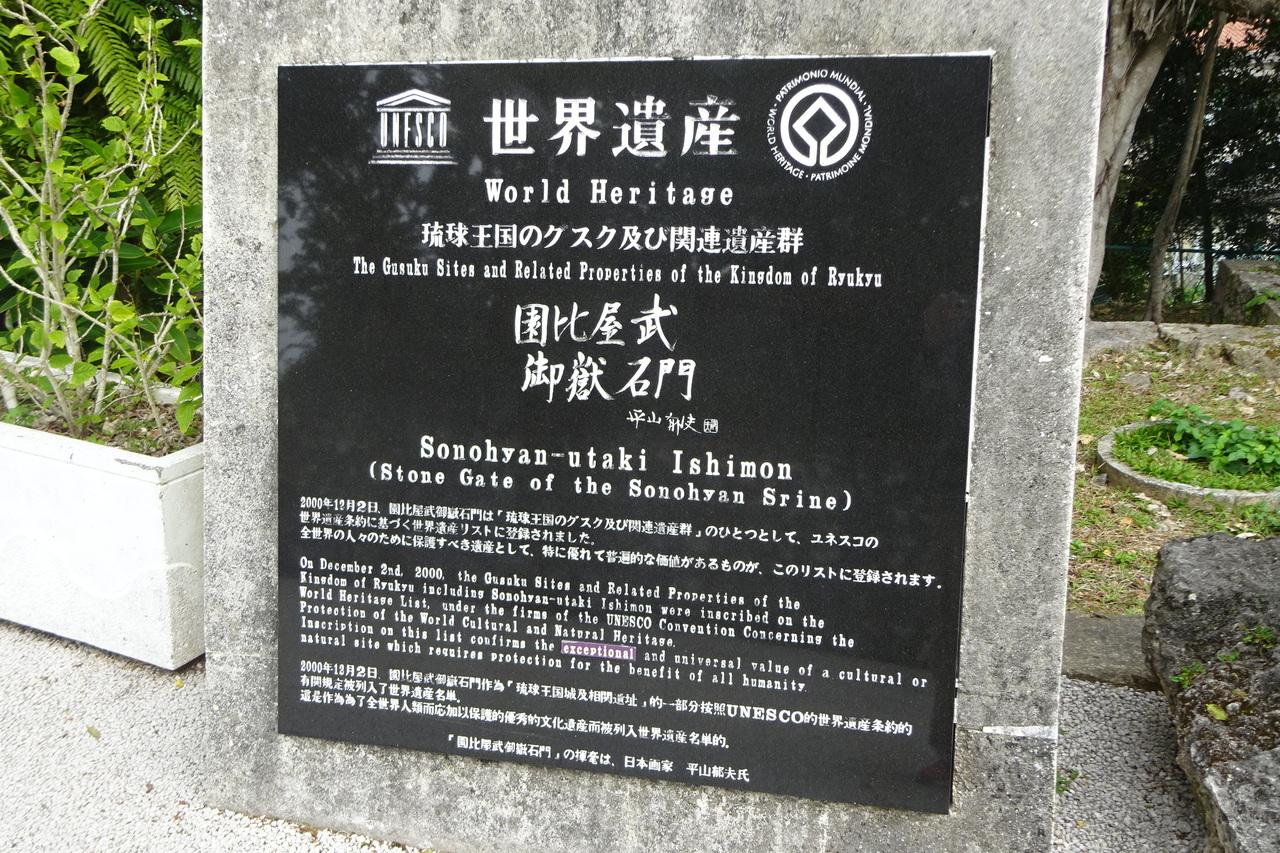 UNESCO
世界遺産
WORLD HERITAGE · PATRIMOINE MONDIAL · PATRIMONIO MUNDIAL ·
World Heritage
琉球王国のグスク及び関連遺産群
The Gusuku Sites and Related Properties of the Kingdom of Ryukyu
園比屋武
御嶽石門
平山郁夫
Sonohyan-utaki Ishimon
(Stone Gate of the Sonohyan Srine)
2000年12月2日、園比屋武御嶽石門は「琉球王国のグスク及び関連遺産群」のひとつとして、ユネスコの
世界遺産条約に基づく世界遺産リストに登録されました。
全世界の人々のために保護すべき遺産として、特に優れて普遍的な価値があるものが、このリストに登録されます。
On December 2nd, 2000, the Gusuku Sites and Related Properties of the
Kingdom of Ryukyu including Sonohyan-utaki Ishimon were inscribed on the
World Heritage List, under the firms of the UNESCO Convention Concerning the
Protection of the World Cultural and Natural Heritage.
Inscription on this list confirms the exceptional and universal value of a cultural or
natural site which requires protection for the benefit of all humanity.
2000年12月2日、園比屋武御嶽石門作為「琉球王国城及相関遺址」的一部分按照UNESCO的世界遺産条約的
有関規定被列入了世界遺産名単。
這是作為為了全世界人類而応加以保護的優秀的文化遺産而被列入世界遺産名単的。
「園比屋武御嶽石門」の揮毫は、日本画家 平山郁夫氏